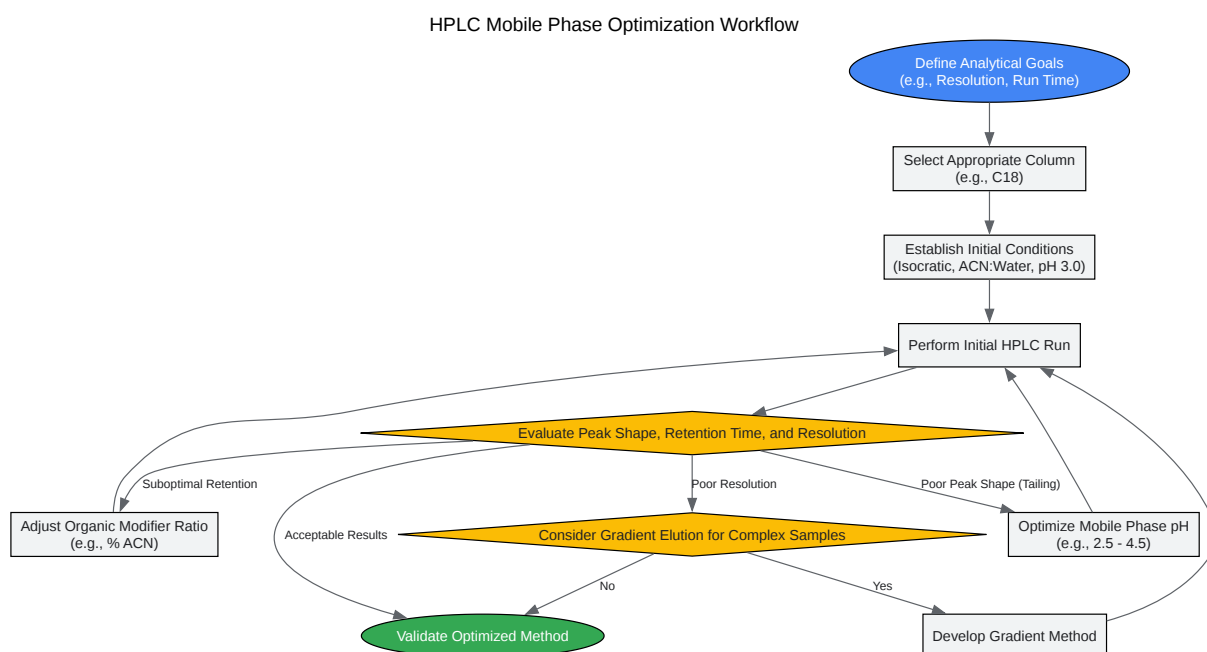 HPLC Mobile Phase Optimization Workflow
Define Analytical Goals
(e.g., Resolution, Run Time)
Select Appropriate Column
(e.g., C18)
Establish Initial Conditions
(Isocratic, ACN:Water, pH 3.0)
Perform Initial HPLC Run
Evaluate Peak Shape, Retention Time, and Resolution
Suboptimal Retention
Poor Resolution
Poor Peak Shape (Tailing)
Adjust Organic Modifier Ratio
(e.g., % ACN)
Acceptable Results
Consider Gradient Elution for Complex Samples
Optimize Mobile Phase pH
(e.g., 2.5 - 4.5)
No
Yes
Validate Optimized Method
Develop Gradient Method